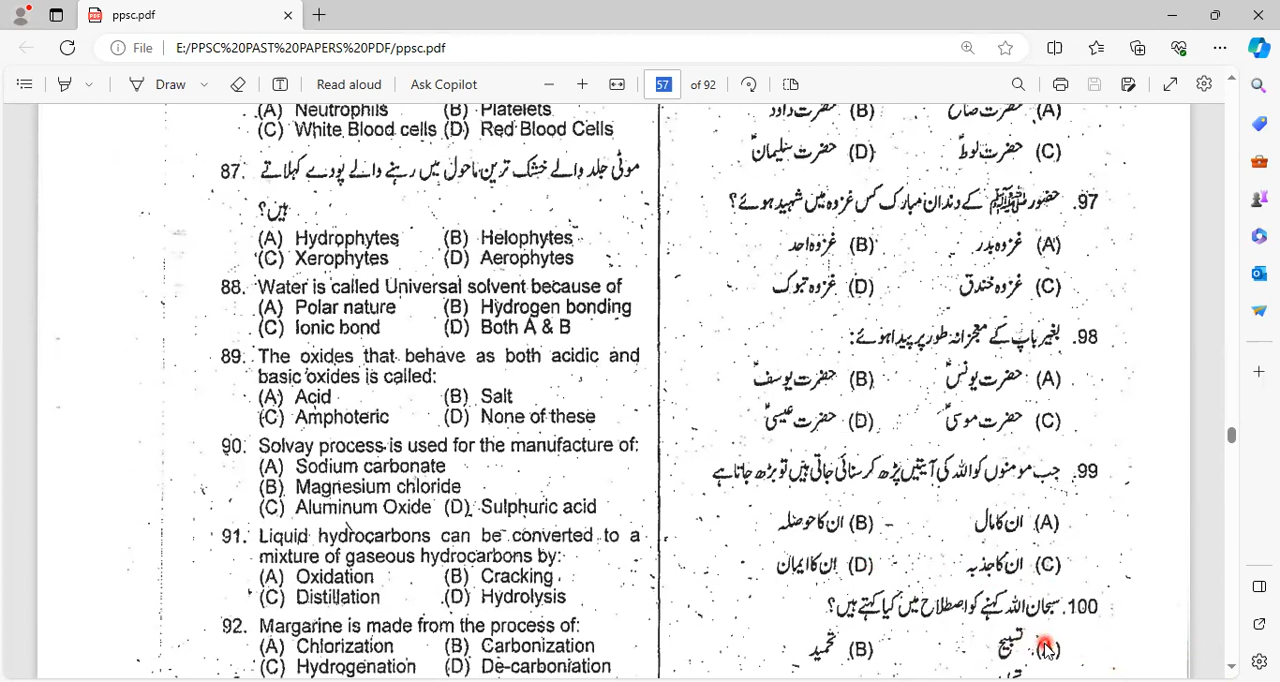 ppsc.pdf
File E:/PPSC%20PAST%20PAPERS%20PDF/ppsc.pdf
Draw Read aloud Ask Copilot 57 of 92
(A) Neutrophils (B) Platelets
(C) White Blood cells (D) Red Blood Cells
87. موٹی جلد والے خشک ترین ماحول میں رہنے والے پودے کہلاتے
ہیں؟
(A) Hydrophytes (B) Helophytes
(C) Xerophytes (D) Aerophytes
88. Water is called Universal solvent because of
(A) Polar nature (B) Hydrogen bonding
(C) Ionic bond (D) Both A & B
89. The oxides that behave as both acidic and
basic oxides is called:
(A) Acid (B) Salt
(C) Amphoteric (D) None of these
90. Solvay process is used for the manufacture of:
(A) Sodium carbonate
(B) Magnesium chloride
(C) Aluminum Oxide (D) Sulphuric acid
91. Liquid hydrocarbons can be converted to a
mixture of gaseous hydrocarbons by:
(A) Oxidation (B) Cracking
(C) Distillation (D) Hydrolysis
92. Margarine is made from the process of:
(A) Chlorization (B) Carbonization
(C) Hydrogenation (D) De-carboniation
(A) حضرت صالح (B) حضرت داود
(C) حضرت لوطؑ (D) حضرت سلیمانؑ
97. حضور ﷺ کے دندان مبارک کس غزوہ میں شہید ہوئے؟
(A) غزوہ بدر (B) غزوہ احد
(C) غزوہ خندق (D) غزوہ تبوک
98. بغیر باپ کے معجزانہ طور پر پیدا ہوئے:
(A) حضرت یونسؑ (B) حضرت یوسفؑ
(C) حضرت موسیؑ (D) حضرت عیسیؑ
99. جب مومنوں کو اللہ کی آیتیں پڑھ کر سنائی جاتی ہیں تو بڑھ جاتا ہے
(A) ان کا مال (B) ان کا حوصلہ
(C) ان کا جذبہ (D) ان کا ایمان
100. سبحان اللہ کہنے کو اصطلاح میں کیا کہتے ہیں؟
(A) تسبیح (B) تحمید